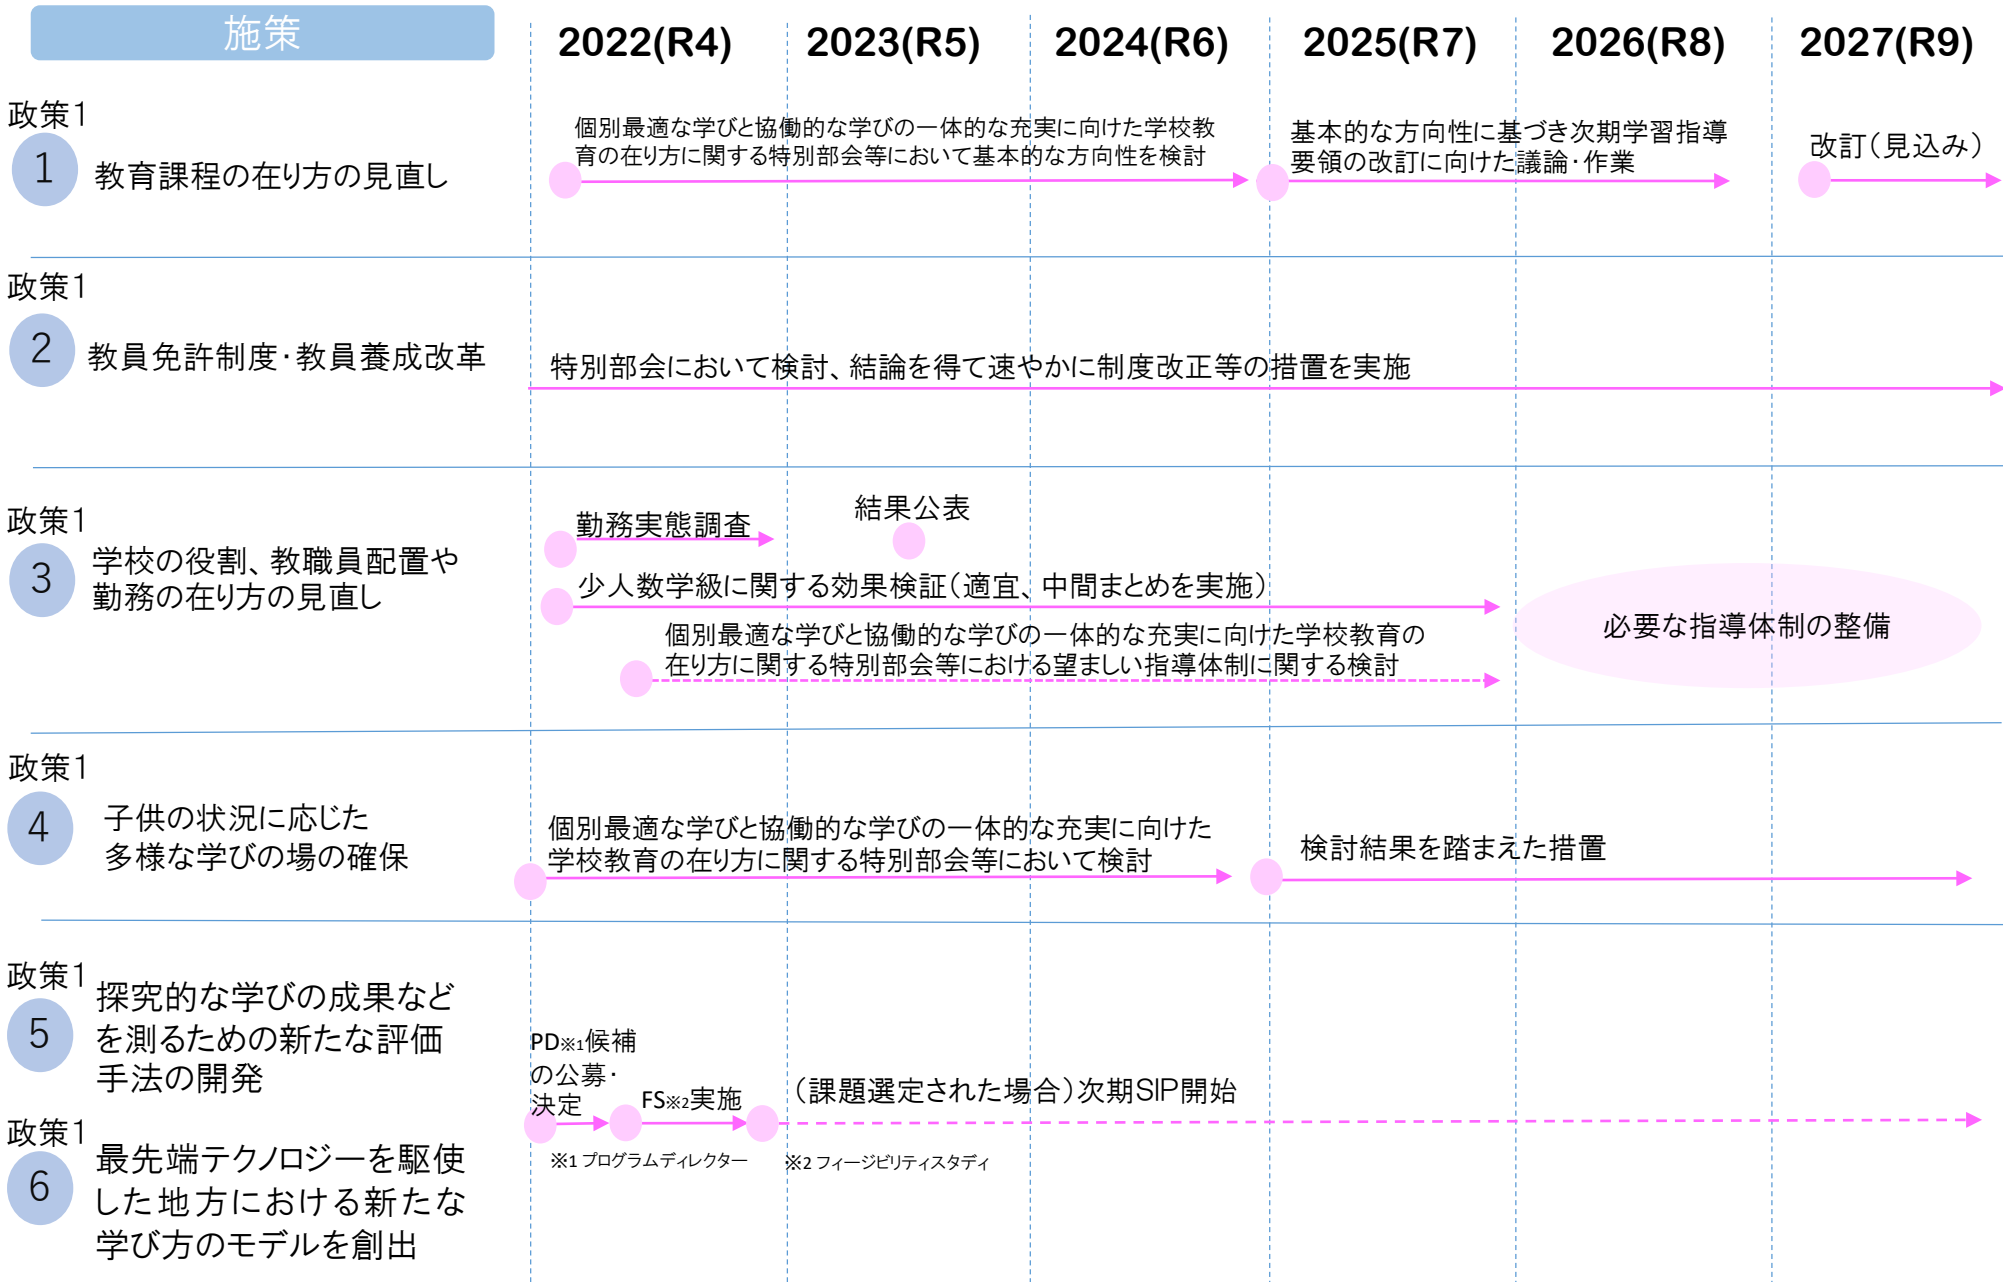 施策
2022(R4)
2023(R5)
2024(R6)
2025(R7)
2026(R8)
2027(R9)
政策1
1
教育課程の在り方の見直し
個別最適な学びと協働的な学びの一体的な充実に向けた学校教
育の在り方に関する特別部会等において基本的な方向性を検討
基本的な方向性に基づき次期学習指導
要領の改訂に向けた議論・作業
改訂(見込み)
政策1
2
教員免許制度・教員養成改革
特別部会において検討、結論を得て速やかに制度改正等の措置を実施
政策1
3
学校の役割、教職員配置や
勤務の在り方の見直し
勤務実態調査
結果公表
少人数学級に関する効果検証(適宜、中間まとめを実施)
個別最適な学びと協働的な学びの一体的な充実に向けた学校教育の
在り方に関する特別部会等における望ましい指導体制に関する検討
必要な指導体制の整備
政策1
4
子供の状況に応じた
多様な学びの場の確保
個別最適な学びと協働的な学びの一体的な充実に向けた
学校教育の在り方に関する特別部会等において検討
検討結果を踏まえた措置
政策1
5
探究的な学びの成果など
を測るための新たな評価
手法の開発
PD※1候補
の公募・
決定
FS※2実施
(課題選定された場合)次期SIP開始
※1 プログラムディレクター
※2 フィージビリティスタディ
政策1
6
最先端テクノロジーを駆使
した地方における新たな
学び方のモデルを創出